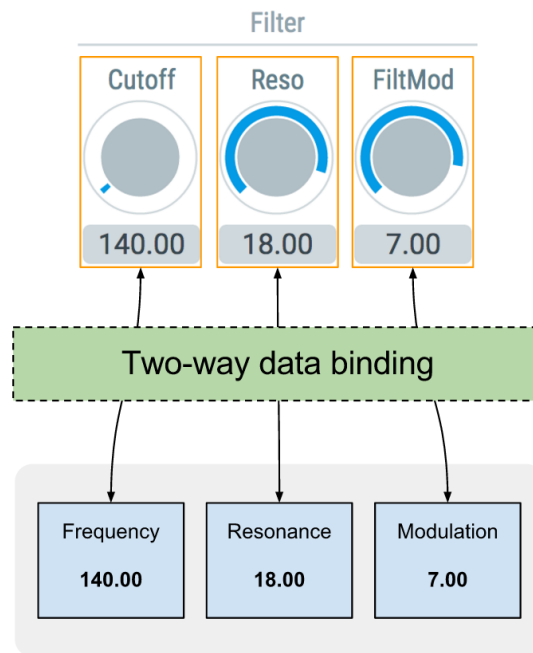 Filter
Cutoff Reso FiltMod
140.00 18.00 7.00
Two-way data binding
Frequency Resonance Modulation
140.00 18.00 7.00